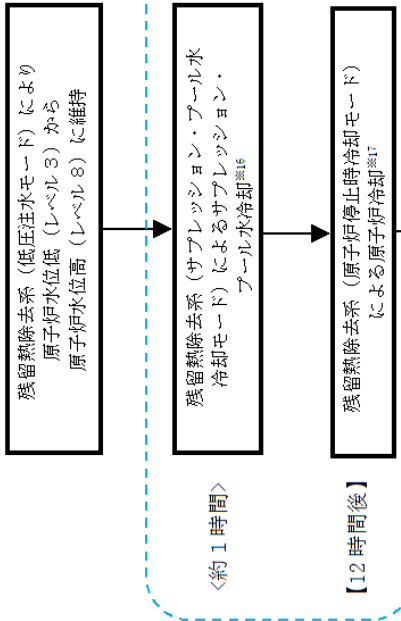 残留熱除去系（低圧注水モード）により
原子炉水位低（レベル３）から
原子炉水位高（レベル８）に維持
残留熱除去系（サプレッション・プール水
冷却モード）によるサプレッション・
プール水冷却※16
<約１時間>
残留熱除去系（原子炉停止時冷却モード）
による原子炉冷却※17
【12 時間後】